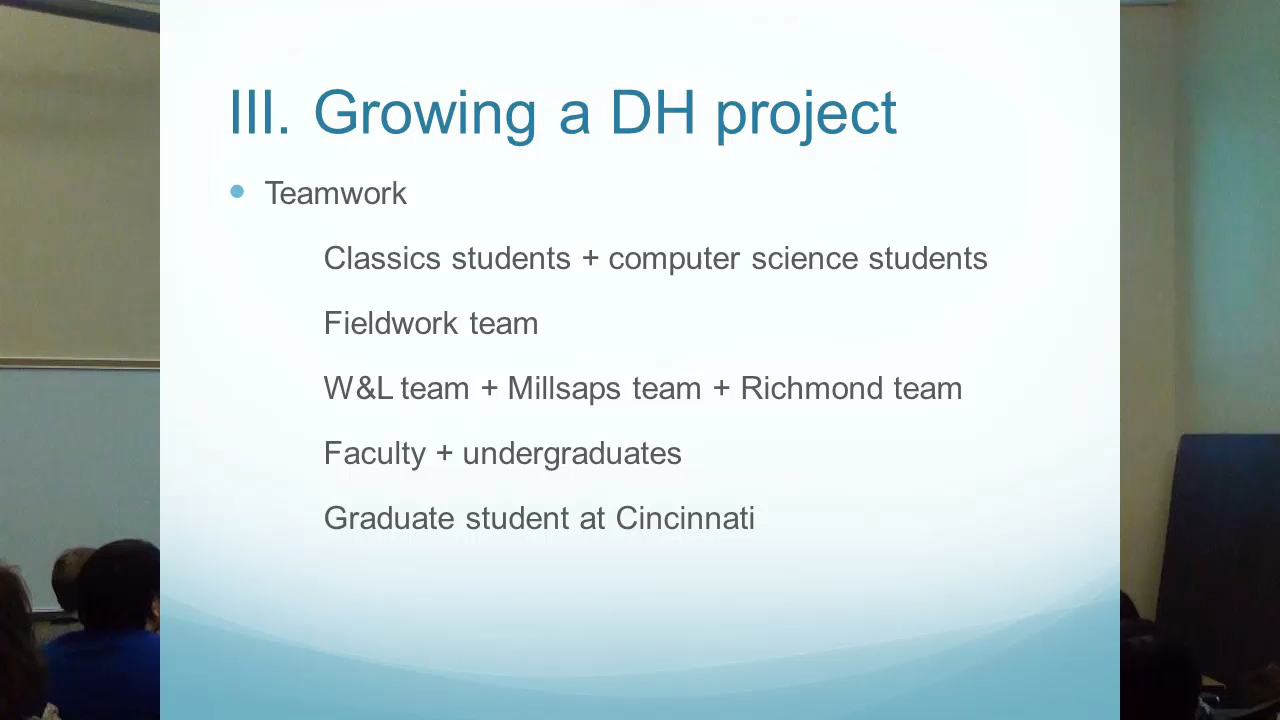 III. Growing a DH project
Teamwork
Classics students + computer science students
Fieldwork team
W&L team + Millsaps team + Richmond team
Faculty + undergraduates
Graduate student at Cincinnati